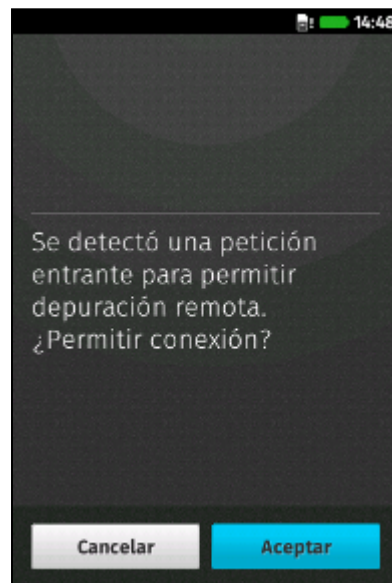 14:48
Se detectó una petición
entrante para permitir
depuración remota.
¿Permitir conexión?
Cancelar Aceptar